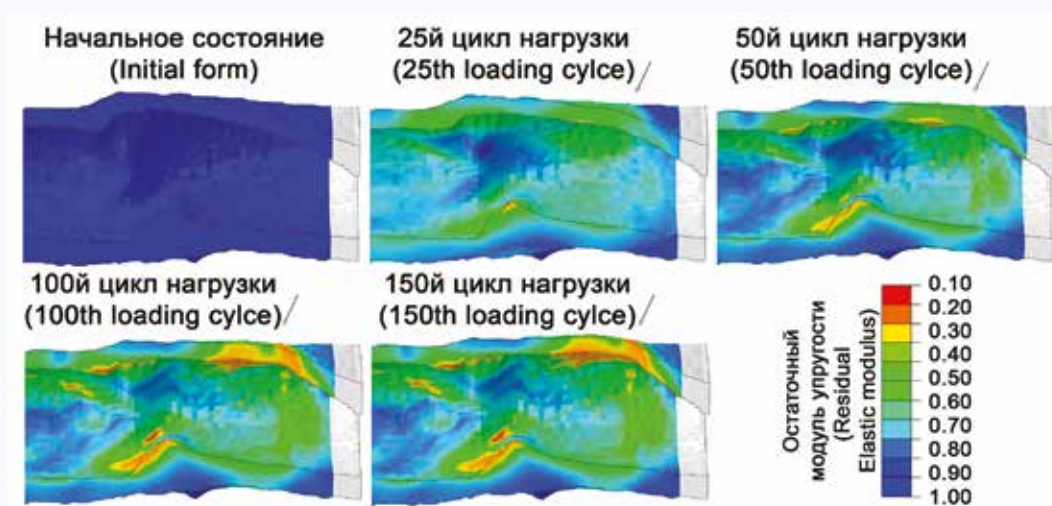 Начальное состояние
(Initial form)
25й цикл нагрузки
(25th loading cylce)
50й цикл нагрузки
(50th loading cylce)
100й цикл нагрузки
(100th loading cylce)
150й цикл нагрузки
(150th loading cylce)
Остаточный
модуль упругости
(Residual
Elastic modulus)
0.10
0.20
0.30
0.40
0.50
0.60
0.70
0.80
0.90
1.00